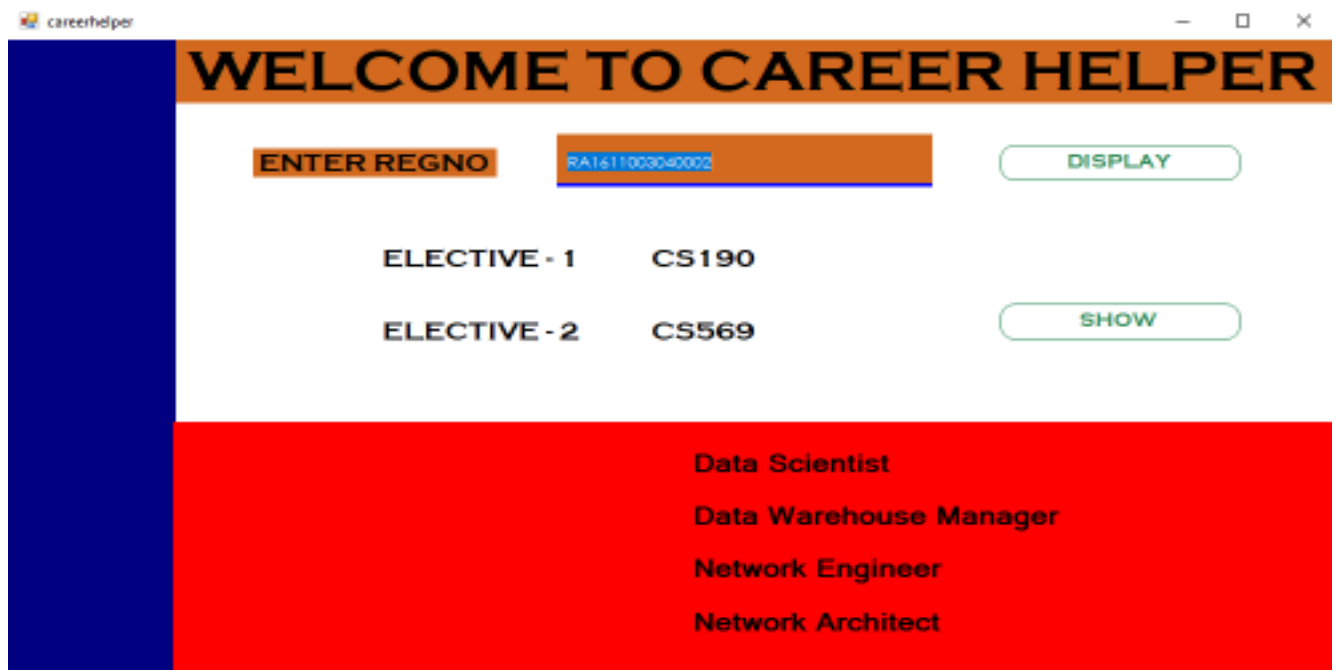 careerhelper
WELCOME TO CAREER HELPER
ENTER REGNO RA1611003040002 DISPLAY
ELECTIVE - 1 CS190
ELECTIVE - 2 CS569
SHOW
Data Scientist
Data Warehouse Manager
Network Engineer
Network Architect